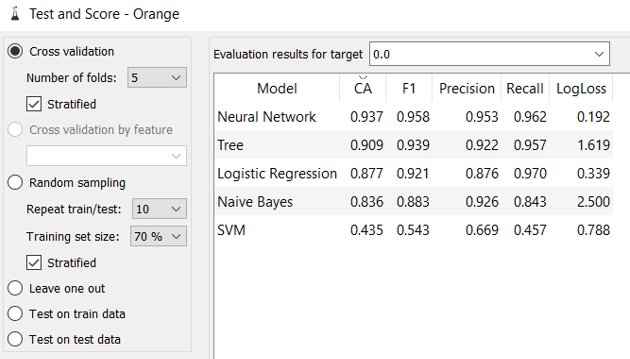 Test and Score - Orange
Cross validation
Number of folds: 5
Stratified
Cross validation by feature
Random sampling
Repeat train/test: 10
Training set size: 70 %
Stratified
Leave one out
Test on train data
Test on test data
Evaluation results for target 0.0
Model CA F1 Precision Recall LogLoss
Neural Network 0.937 0.958 0.953 0.962 0.192
Tree 0.909 0.939 0.922 0.957 1.619
Logistic Regression 0.877 0.921 0.876 0.970 0.339
Naive Bayes 0.836 0.883 0.926 0.843 2.500
SVM 0.435 0.543 0.669 0.457 0.788